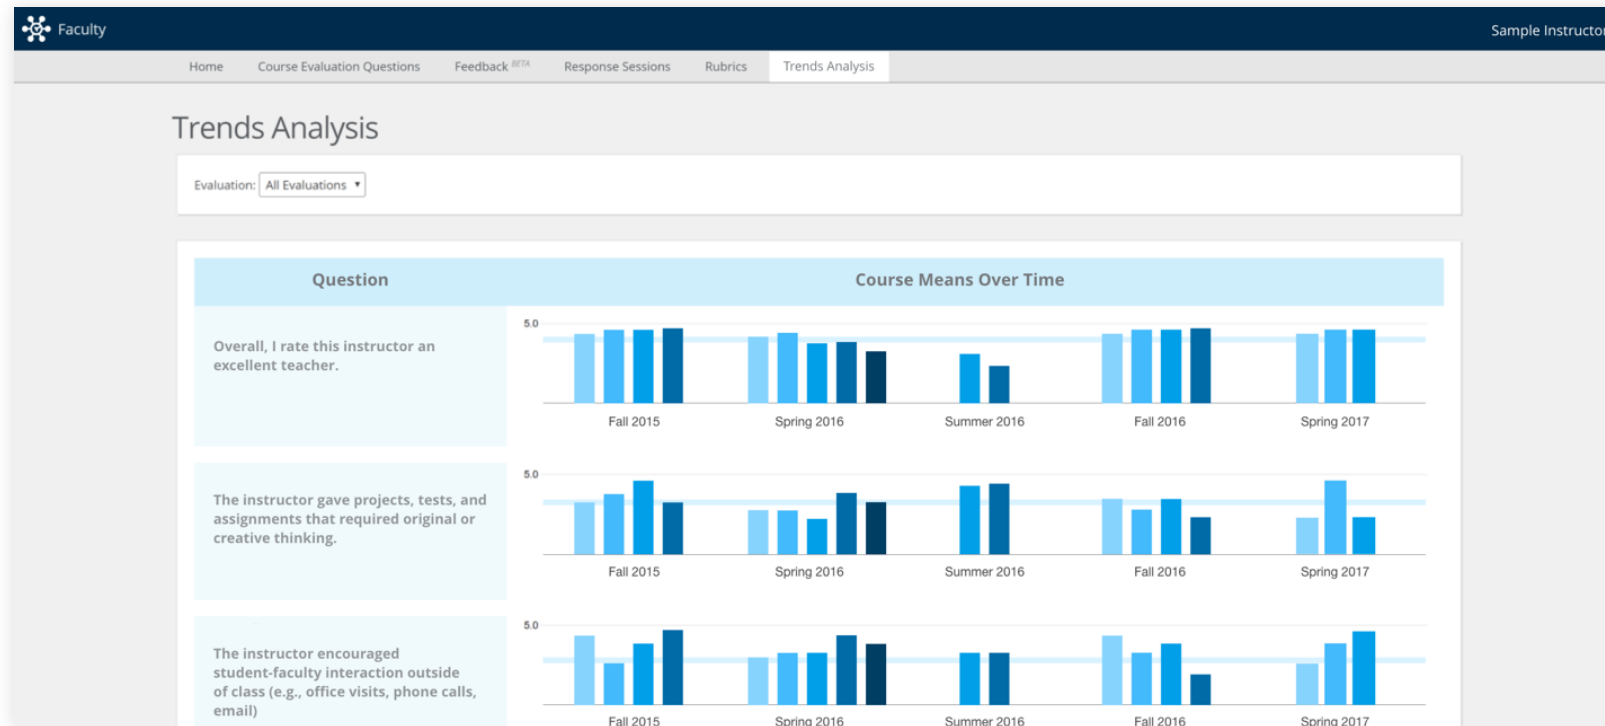 Faculty
Sample Instructor
Home Course Evaluation Questions Feedback BETA Response Sessions Rubrics Trends Analysis
Trends Analysis
Evaluation: All Evaluations
Question
Course Means Over Time
Overall, I rate this instructor an
excellent teacher.
5.0
Fall 2015 Spring 2016 Summer 2016 Fall 2016 Spring 2017
The instructor gave projects, tests, and
assignments that required original or
creative thinking.
5.0
Fall 2015 Spring 2016 Summer 2016 Fall 2016 Spring 2017
The instructor encouraged
student-faculty interaction outside
of class (e.g., office visits, phone calls,
email)
5.0
Fall 2015 Spring 2016 Summer 2016 Fall 2016 Spring 2017